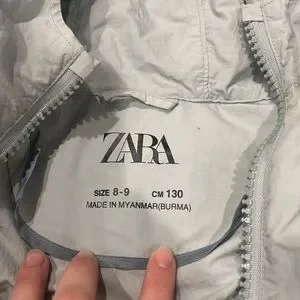 ZARA
SIZE 8-9 CM 130
MADE IN MYANMAR(BURMA)